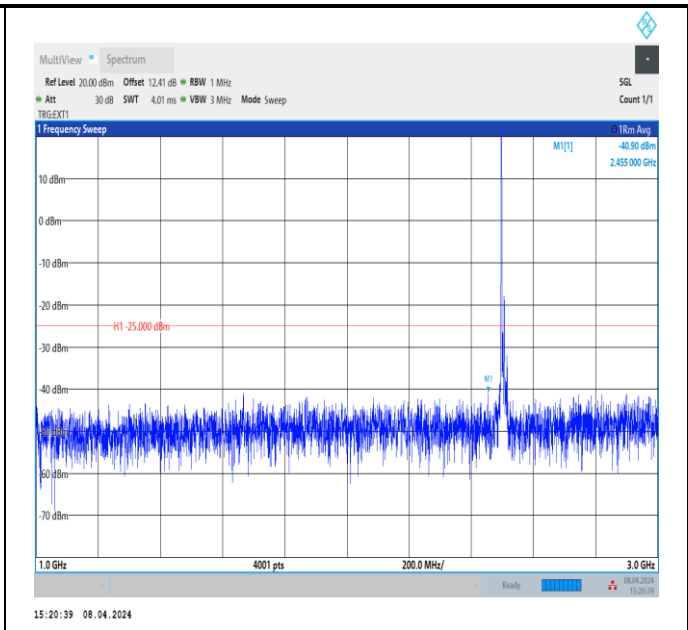 MultiView Spectrum
Ref Level 20.00 dBm Offset 12.41 dB RBW 1 MHz SGL
Att 30 dB SWT 4.01 ms VBW 3 MHz Mode Sweep Count 1/1
TRG:EXT1
1 Frequency Sweep 1Rm Avg
M1[1] -40.90 dBm
2.455 000 GHz
10 dBm
0 dBm
-10 dBm
-20 dBm
H1 -25.000 dBm
-30 dBm
M1
-40 dBm
-50 dBm
-60 dBm
-70 dBm
1.0 GHz 4001 pts 200.0 MHz/ 3.0 GHz
Ready 08.04.2024
15:20:39
15:20:39 08.04.2024